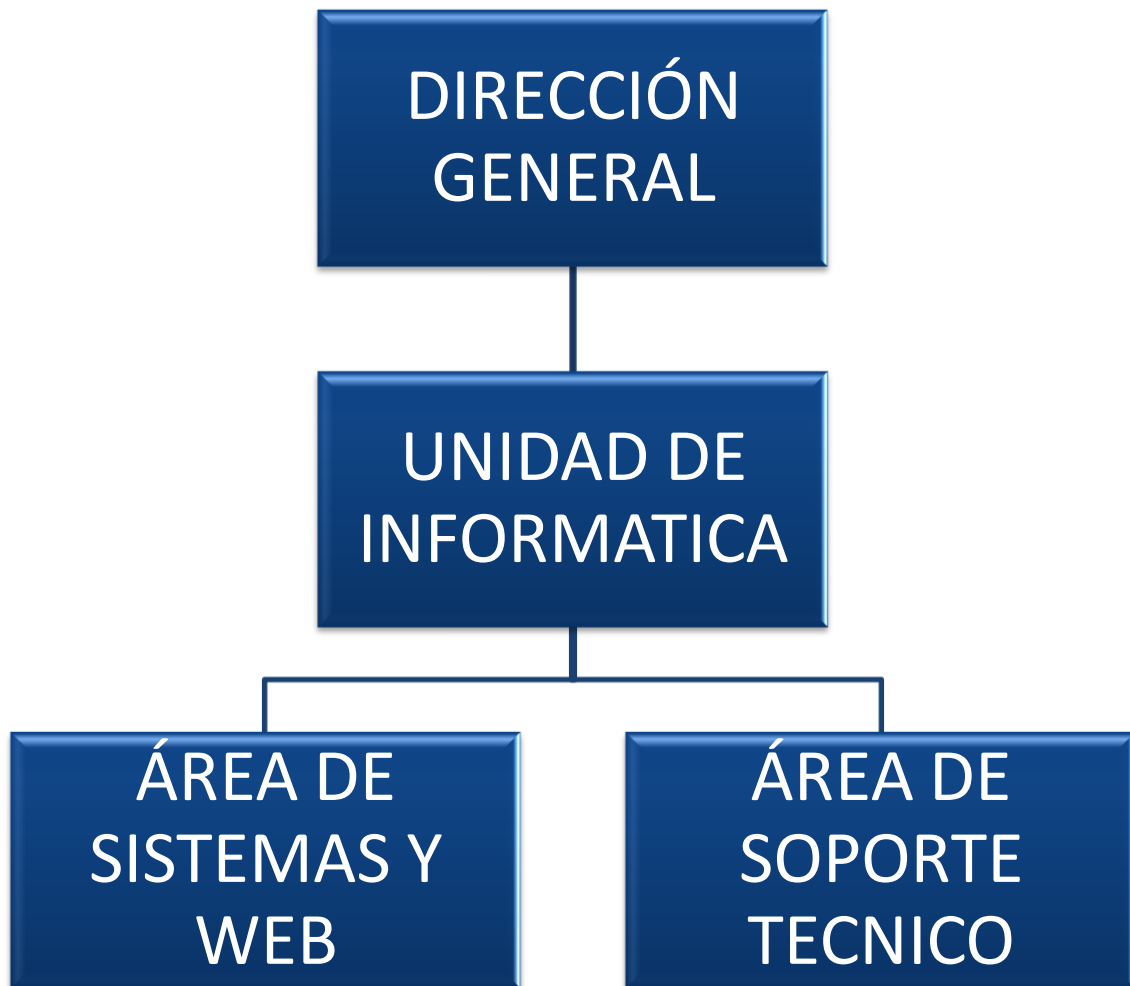 DIRECCIÓN
GENERAL
UNIDAD DE
INFORMATICA
ÁREA DE
SISTEMAS Y
WEB
ÁREA DE
SOPORTE
TECNICO